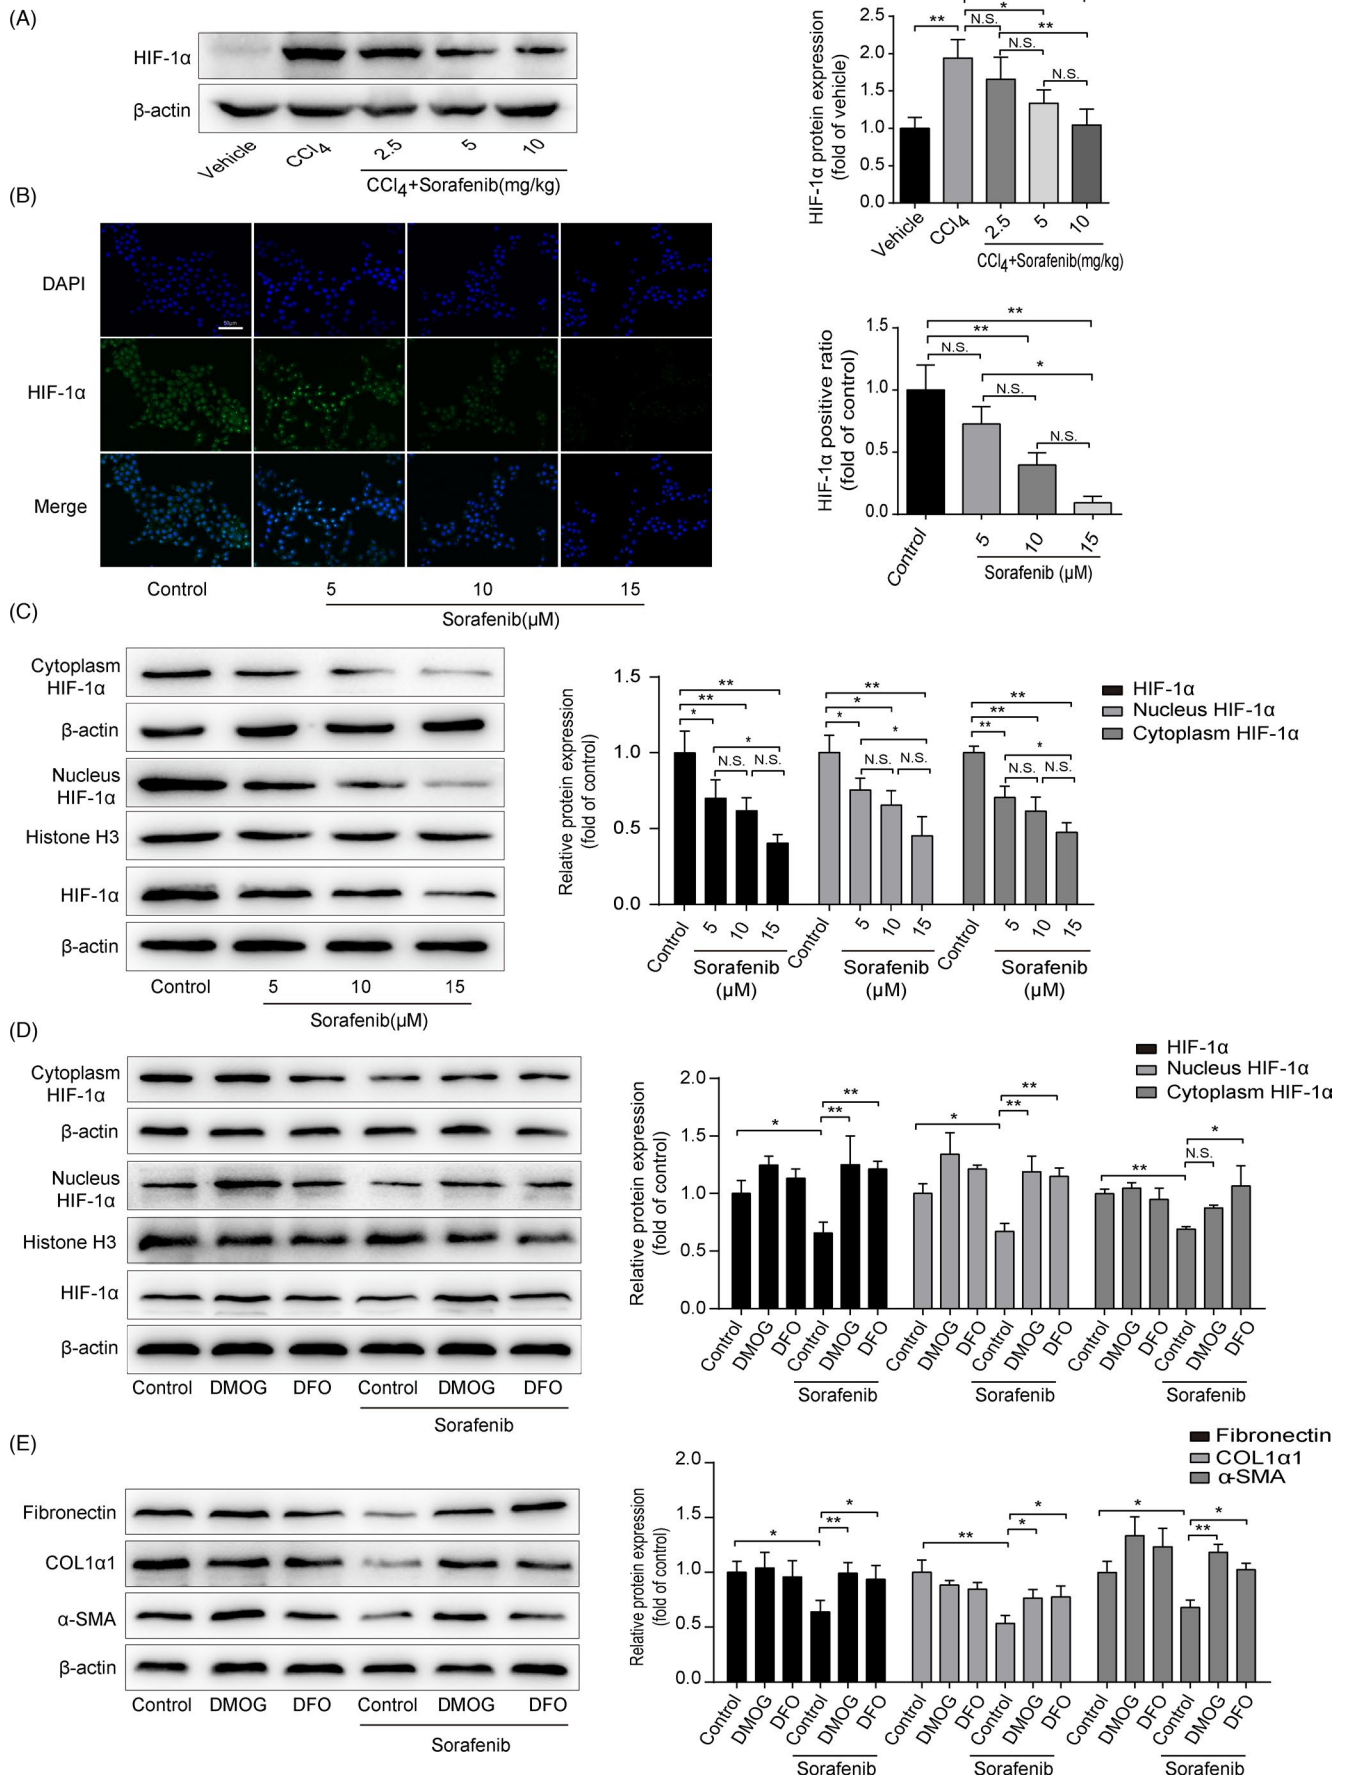 (A)
HIF-1α
β-actin
Vehicle
CCl4
2.5
5
10
CCl4+Sorafenib(mg/kg)
HIF-1α protein expression
(fold of vehicle)
2.5
2.0
1.5
1.0
0.5
0.0
**
N.S.
*
**
N.S.
N.S.
Vehicle
CCl4
2.5
5
10
CCl4+Sorafenib(mg/kg)
(B)
DAPI
50μm
HIF-1α
Merge
Control
5
10
15
Sorafenib(μM)
HIF-1α positive ratio
(fold of control)
1.5
1.0
0.5
0.0
**
**
N.S.
*
N.S.
N.S.
Control
5
10
15
Sorafenib (μM)
(C)
Cytoplasm
HIF-1α
β-actin
Nucleus
HIF-1α
Histone H3
HIF-1α
β-actin
Control
5
10
15
Sorafenib(μM)
Relative protein expression
(fold of control)
1.5
1.0
0.5
0.0
**
**
*
*
N.S.
N.S.
**
*
*
*
N.S.
N.S.
**
**
**
*
N.S.
N.S.
HIF-1α
Nucleus HIF-1α
Cytoplasm HIF-1α
Control
5
10
15
Sorafenib
(μM)
Control
5
10
15
Sorafenib
(μM)
Control
5
10
15
Sorafenib
(μM)
(D)
Cytoplasm
HIF-1α
β-actin
Nucleus
HIF-1α
Histone H3
HIF-1α
β-actin
Control DMOG DFO Control DMOG DFO
Sorafenib
HIF-1α
Nucleus HIF-1α
Cytoplasm HIF-1α
Relative protein expression
(fold of control)
2.0
1.5
1.0
0.5
0.0
*
**
**
*
**
**
**
N.S.
*
Control DMOG DFO Control DMOG DFO
Sorafenib
Control DMOG DFO Control DMOG DFO
Sorafenib
Control DMOG DFO Control DMOG DFO
Sorafenib
(E)
Fibronectin
COL1α1
α-SMA
β-actin
Control DMOG DFO Control DMOG DFO
Sorafenib
Fibronectin
COL1α1
α-SMA
Relative protein expression
(fold of control)
2.0
1.5
1.0
0.5
0.0
*
**
*
**
*
*
*
**
*
Control DMOG DFO Control DMOG DFO
Sorafenib
Control DMOG DFO Control DMOG DFO
Sorafenib
Control DMOG DFO Control DMOG DFO
Sorafenib